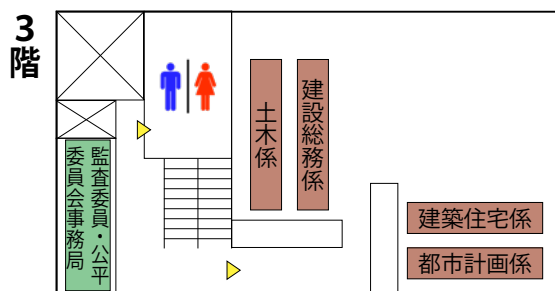 3階
土木係
建設総務係
監査委員・公平
委員会事務局
建築住宅係
都市計画係